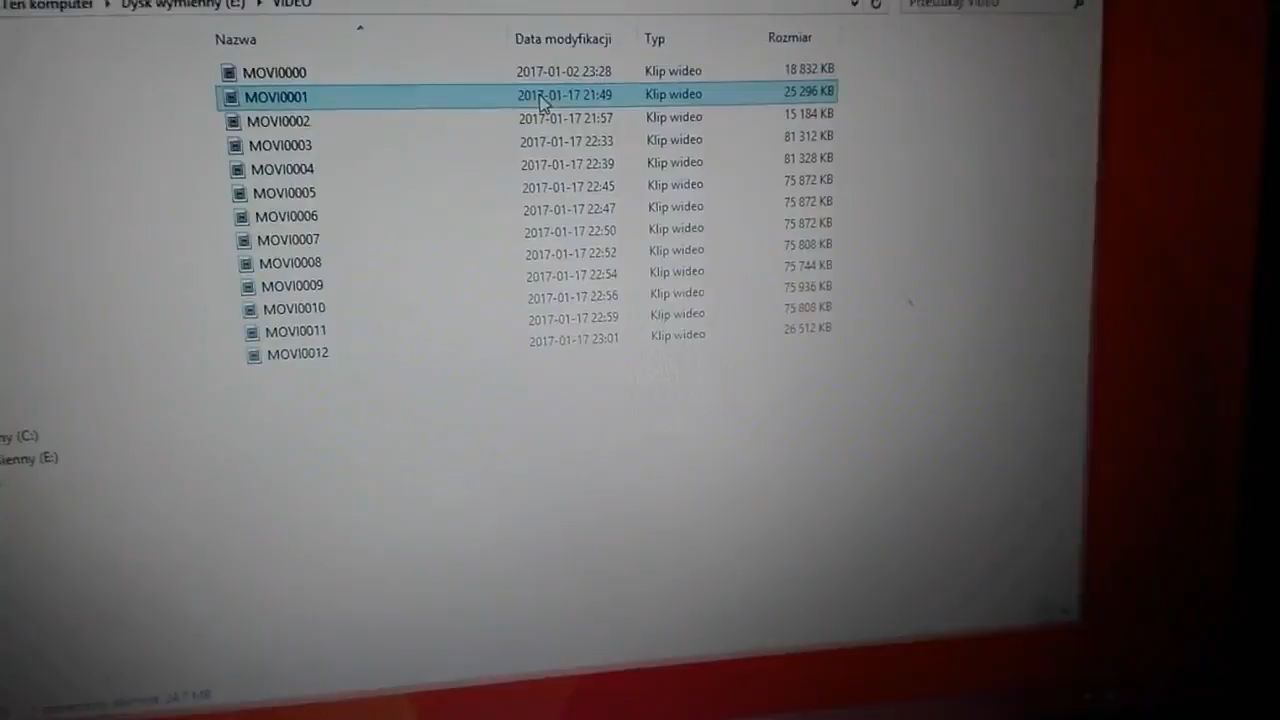 Ten komputer ▸ Dysk wymienny (E:) ▸ VIDEO Przeszukaj VIDEO
Nazwa Data modyfikacji Typ Rozmiar
MOVI0000 2017-01-02 23:28 Klip wideo 18 832 KB
MOVI0001 2017-01-17 21:49 Klip wideo 25 296 KB
MOVI0002 2017-01-17 21:57 Klip wideo 15 184 KB
MOVI0003 2017-01-17 22:33 Klip wideo 81 312 KB
MOVI0004 2017-01-17 22:39 Klip wideo 81 328 KB
MOVI0005 2017-01-17 22:45 Klip wideo 75 872 KB
MOVI0006 2017-01-17 22:47 Klip wideo 75 872 KB
MOVI0007 2017-01-17 22:50 Klip wideo 75 872 KB
MOVI0008 2017-01-17 22:52 Klip wideo 75 808 KB
MOVI0009 2017-01-17 22:54 Klip wideo 75 744 KB
MOVI0010 2017-01-17 22:56 Klip wideo 75 936 KB
MOVI0011 2017-01-17 22:59 Klip wideo 75 808 KB
MOVI0012 2017-01-17 23:01 Klip wideo 26 512 KB
ny (C:)
ienny (E:)
24,7 MB